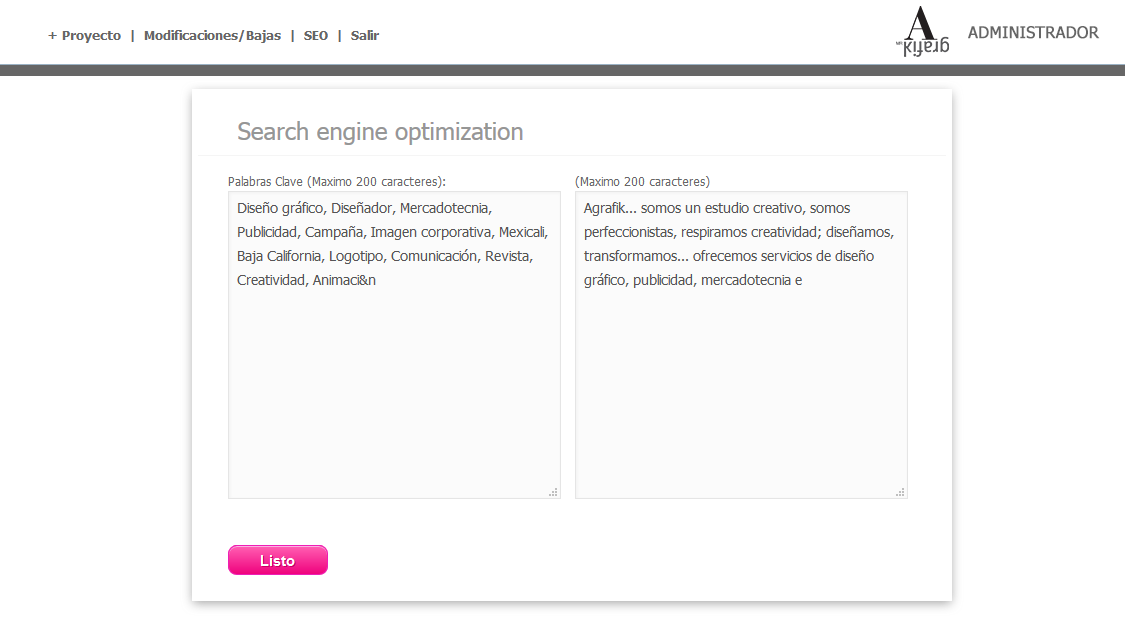 + Proyecto | Modificaciones/Bajas | SEO | Salir
A
grafik
ADMINISTRADOR
Search engine optimization
Palabras Clave (Maximo 200 caracteres):
Diseño gráfico, Diseñador, Mercadotecnia,
Publicidad, Campaña, Imagen corporativa, Mexicali,
Baja California, Logotipo, Comunicación, Revista,
Creatividad, Animaci&n
(Maximo 200 caracteres)
Agrafik... somos un estudio creativo, somos
perfeccionistas, respiramos creatividad; diseñamos,
transformamos... ofrecemos servicios de diseño
gráfico, publicidad, mercadotecnia e
Listo